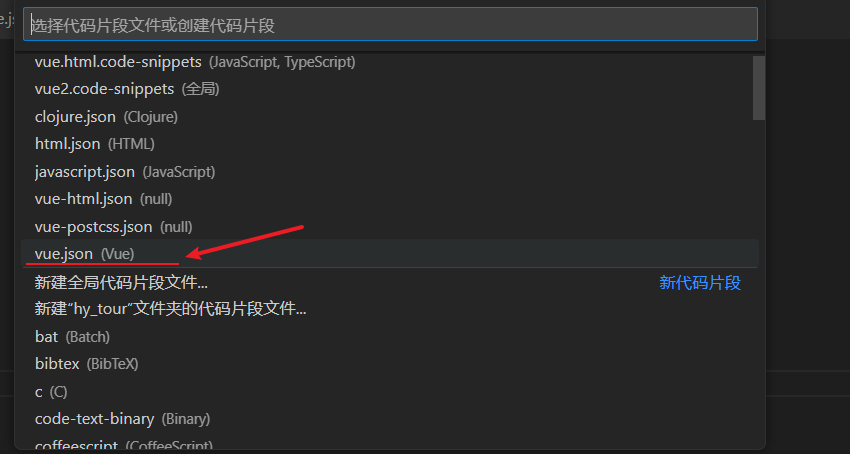 e.js
选择代码片段文件或创建代码片段
vue.html.code-snippets (JavaScript, TypeScript)
vue2.code-snippets (全局)
clojure.json (Clojure)
html.json (HTML)
javascript.json (JavaScript)
vue-html.json (null)
vue-postcss.json (null)
vue.json (Vue)
新建全局代码片段文件... 新代码片段
新建"hy_tour"文件夹的代码片段文件...
bat (Batch)
bibtex (BibTeX)
c (C)
code-text-binary (Binary)
coffeescript (CoffeeScript)